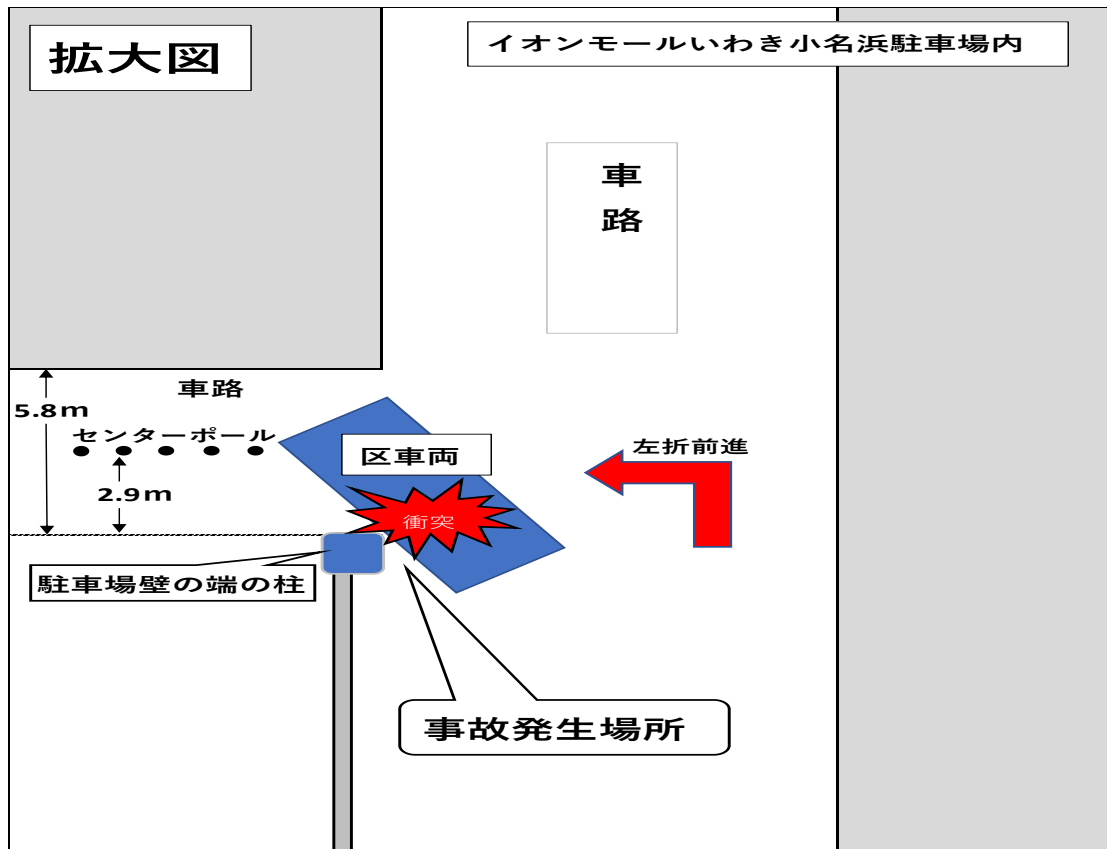 拡大図
イオンモールいわき小名浜駐車場内
車
路
車路
5.8m
センターポール
2.9m
区車両
左折前進
衝突
駐車場壁の端の柱
事故発生場所